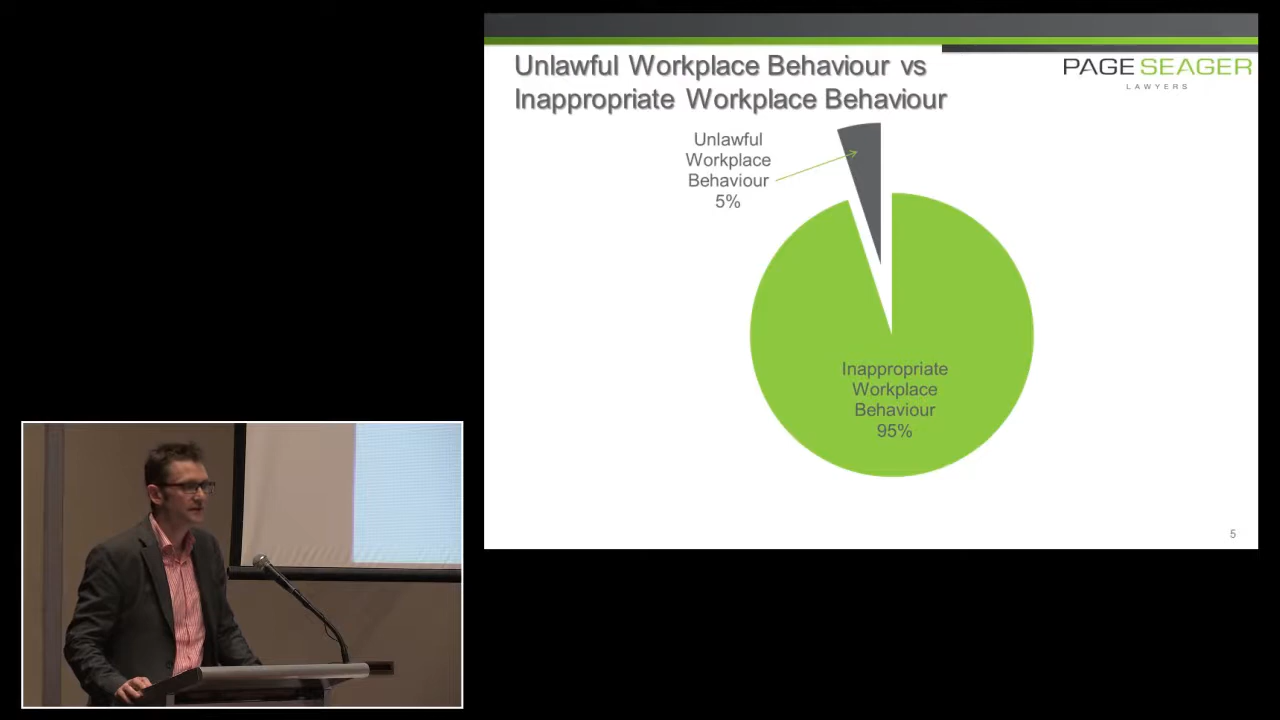 Unlawful Workplace Behaviour vs
Inappropriate Workplace Behaviour
PAGE SEAGER
LAWYERS
Unlawful
Workplace
Behaviour
5%
Inappropriate
Workplace
Behaviour
95%
5